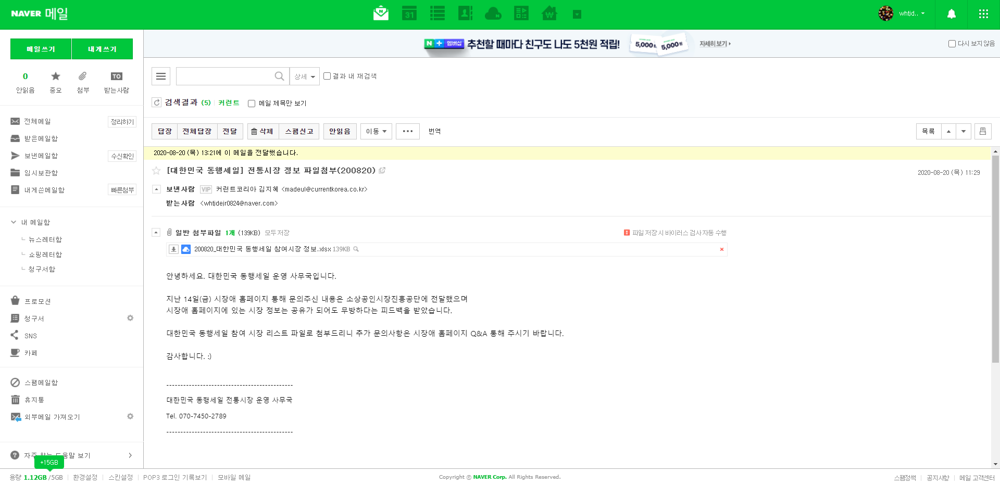 NAVER 메일
31
whtjd..
메일쓰기
내게쓰기
N + 멤버십 추천할 때마다 친구도 나도 5천원 적립!
5,000원
5,000원
자세히 보기
다시 보지 않음
0
TO
안읽음
중요
첨부
받는사람
상세
결과 내 재검색
검색결과 (5) 커런트
메일 제목만 보기
전체메일
정리하기
받은메일함
보낸메일함
수신확인
임시보관함
내게쓴메일함
빠른첨부
답장
전체답장
전달
삭제
스팸신고
안읽음
이동
번역
목록
2020-08-20 (목) 13:21에 이 메일을 전달했습니다.
[대한민국 동행세일] 전통시장 정보 파일첨부(200820)
2020-08-20 (목) 11:29
보낸사람 VIP 커런트코리아 김지혜 <madeul@currentkorea.co.kr>
받는사람 <whtjdejr0824@naver.com>
내 메일함
뉴스레터함
쇼핑레터함
청구서함
일반 첨부파일 1개 (139KB) 모두저장
파일 저장 시 바이러스 검사 자동 수행
200820_대한민국 동행세일 참여시장 정보.xlsx 139KB
안녕하세요. 대한민국 동행세일 운영 사무국입니다.
지난 14일(금) 시장애 홈페이지 통해 문의주신 내용은 소상공인시장진흥공단에 전달했으며
시장애 홈페이지에 있는 시장 정보는 공유가 되어도 무방하다는 피드백을 받았습니다.
대한민국 동행세일 참여 시장 리스트 파일로 첨부드리니 추가 문의사항은 시장애 홈페이지 Q&A 통해 주시기 바랍니다.
감사합니다. :)
---------------------------------------------
대한민국 동행세일 전통시장 운영 사무국
Tel. 070-7450-2789
---------------------------------------------
프로모션
청구서
SNS
카페
스팸메일함
휴지통
외부메일 가져오기
자주 찾는 도움말 보기
+15GB
용량 1.12GB/5GB
환경설정
스킨설정
POP3 로그인 기록보기
모바일 메일
Copyright © NAVER Corp. All Rights Reserved.
스팸정책
공지사항
메일 고객센터